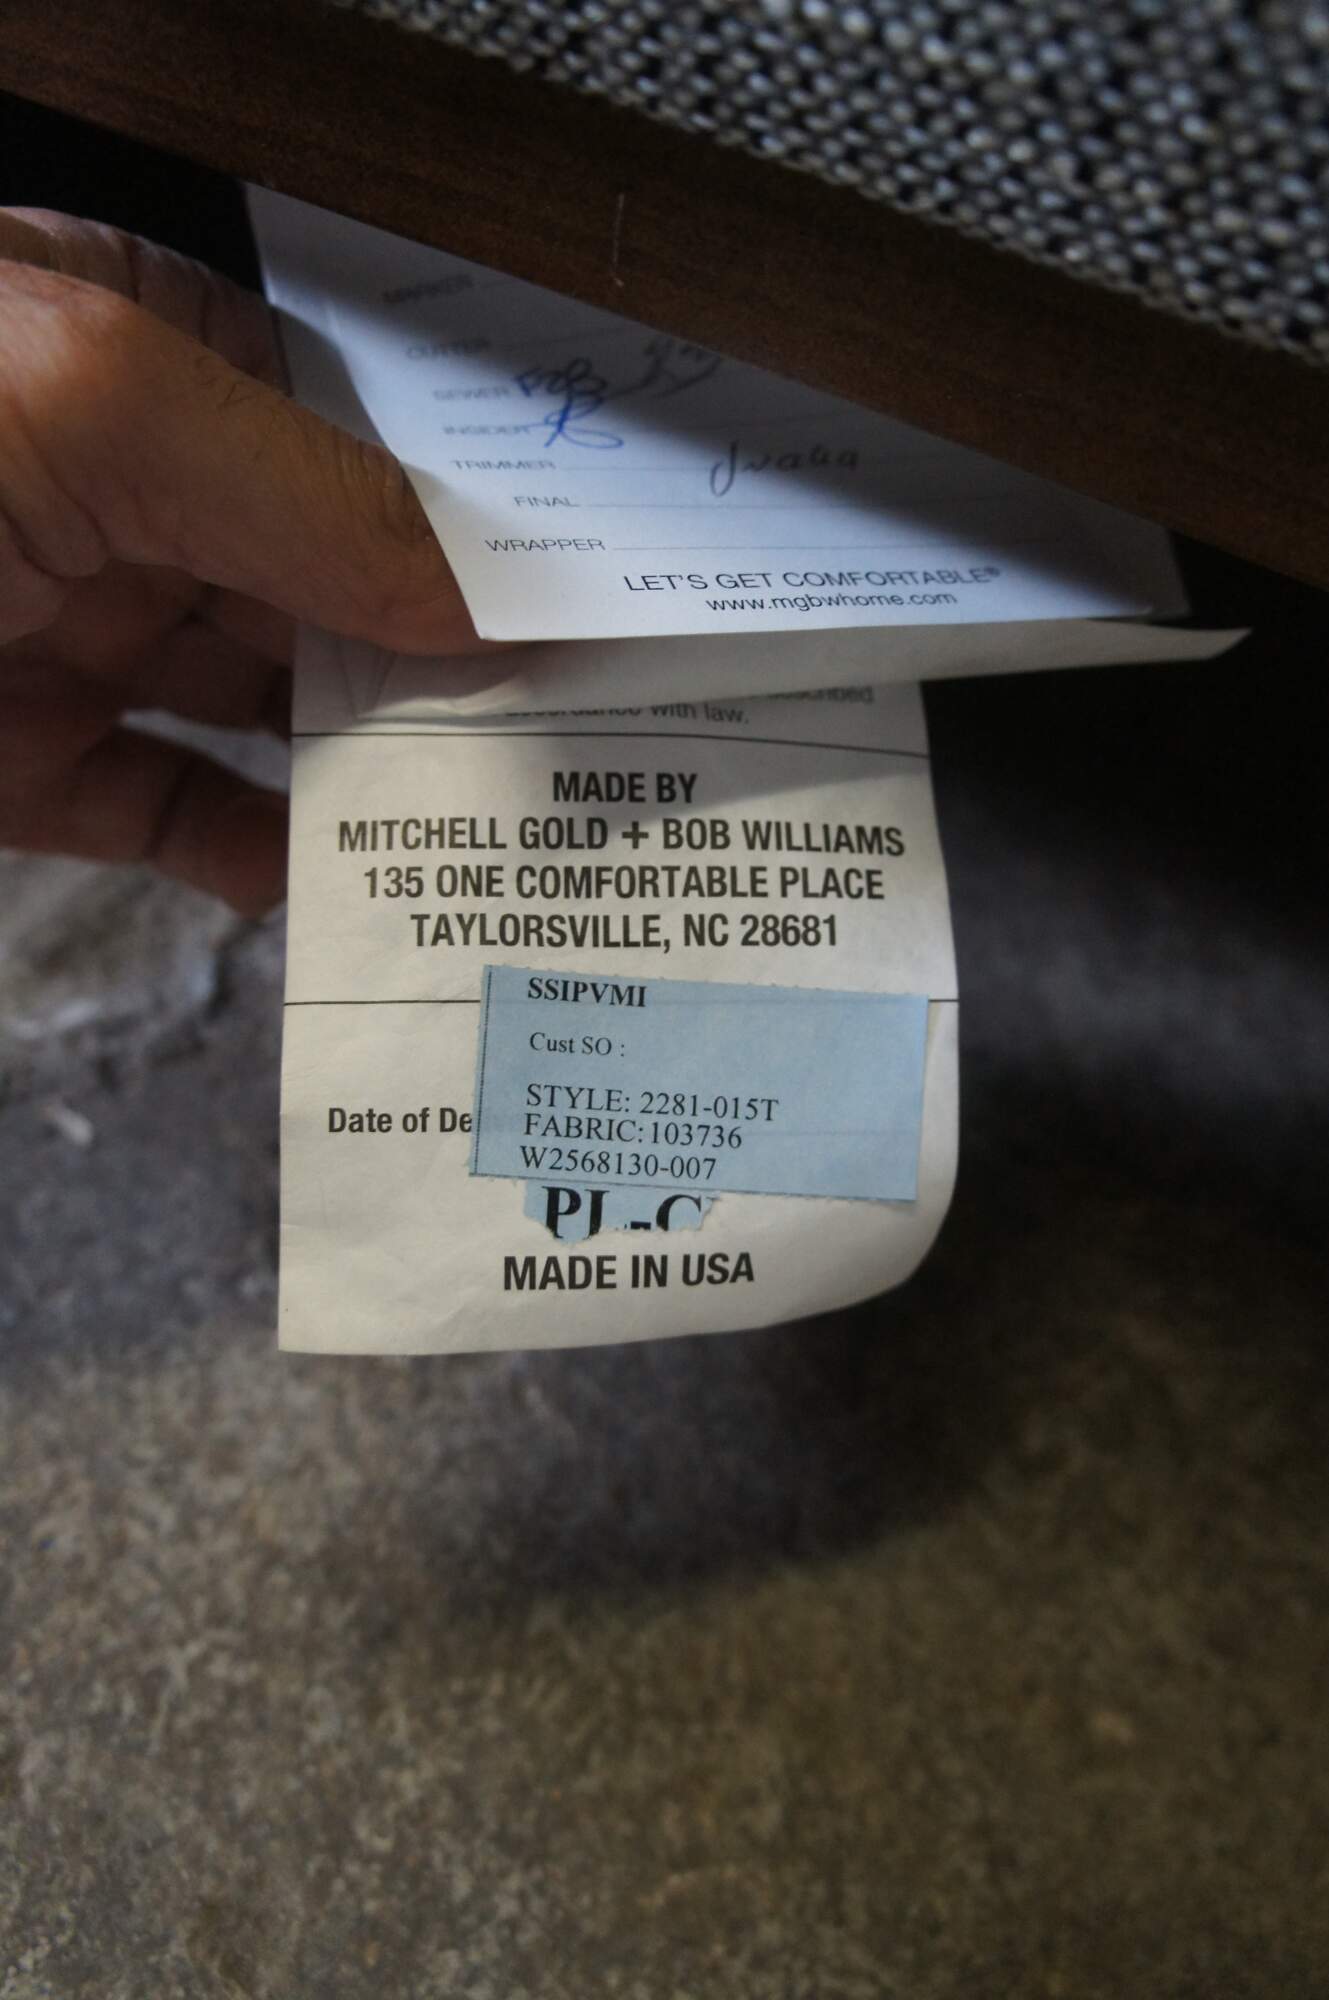 CUTTER
SEWER
INSIDER
TRIMMER
FINAL
WRAPPER
LET'S GET COMFORTABLE®
www.mgbwhome.com
accordance with law.
MADE BY
MITCHELL GOLD + BOB WILLIAMS
135 ONE COMFORTABLE PLACE
TAYLORSVILLE, NC 28681
SSIPVMI
Cust SO :
STYLE: 2281-015T
Date of De
FABRIC: 103736
W2568130-007
MADE IN USA